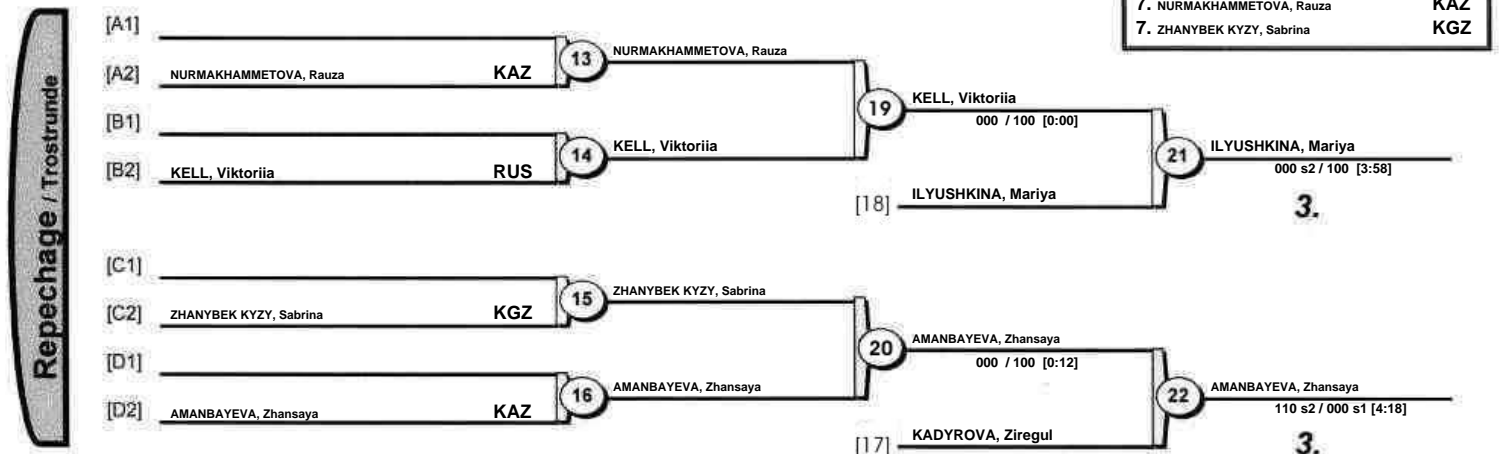 7. NURMAKHAMMETOVA, Rauza KAZ
7. ZHANYBEK KYZY, Sabrina KGZ
Repechage / Trostrunde
[A1]
[A2] NURMAKHAMMETOVA, Rauza KAZ
13 NURMAKHAMMETOVA, Rauza
[B1]
[B2] KELL, Viktoriia RUS
14 KELL, Viktoriia
19 KELL, Viktoriia
000 / 100 [0:00]
[18] ILYUSHKINA, Mariya
21 ILYUSHKINA, Mariya
000 s2 / 100 [3:58]
3.
[C1]
[C2] ZHANYBEK KYZY, Sabrina KGZ
15 ZHANYBEK KYZY, Sabrina
[D1]
[D2] AMANBAYEVA, Zhansaya KAZ
16 AMANBAYEVA, Zhansaya
20 AMANBAYEVA, Zhansaya
000 / 100 [0:12]
[17] KADYROVA, Ziregul
22 AMANBAYEVA, Zhansaya
110 s2 / 000 s1 [4:18]
3.